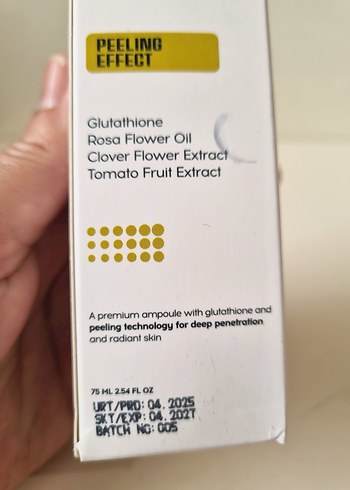 PEELING
EFFECT
Glutathione
Rosa Flower Oil
Clover Flower Extract
Tomato Fruit Extract
A premium ampoule with glutathione and
peeling technology for deep penetration
and radiant skin
75 ML 2.54 FL OZ
URT/PRD: 04. 2025
SKT/EXP: 04. 2027
BATCH NO: 005